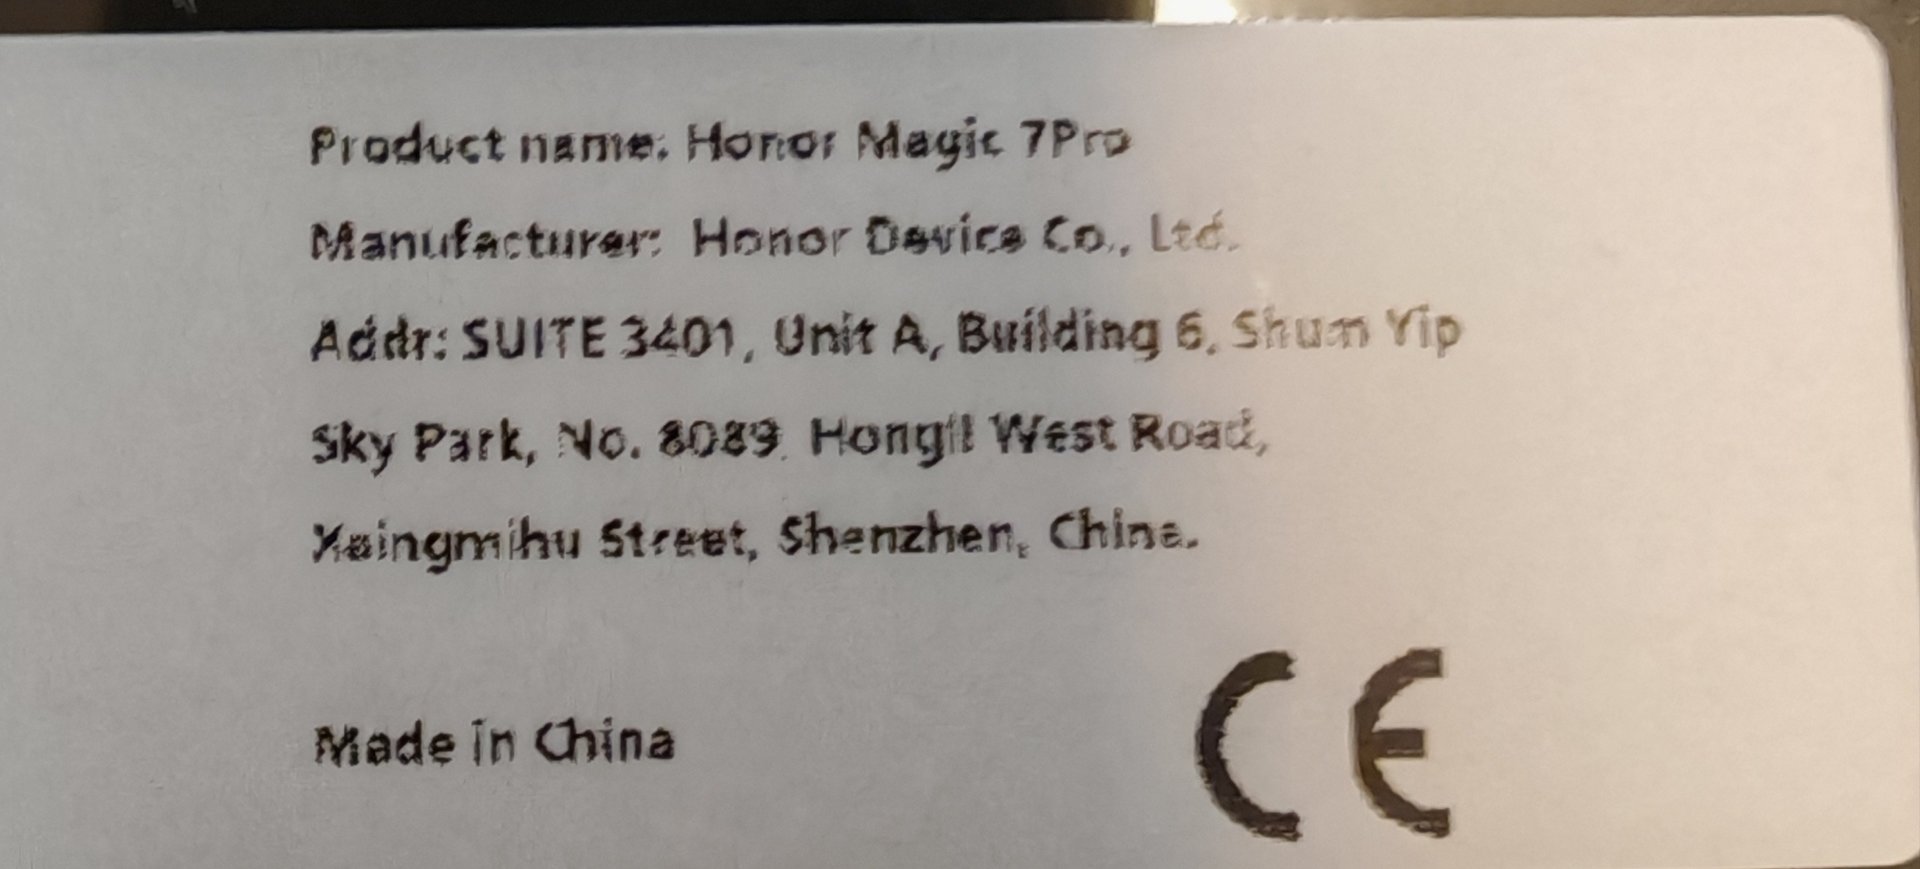 Product name: Honor Magic 7Pro
Manufacturer: Honor Device Co., Ltd.
Addr: SUITE 3401, Unit A, Building 6, Shum Yip
Sky Park, No. 8089, Hongli West Road,
Xaingmihu Street, Shenzhen, China.
Made in China
CE